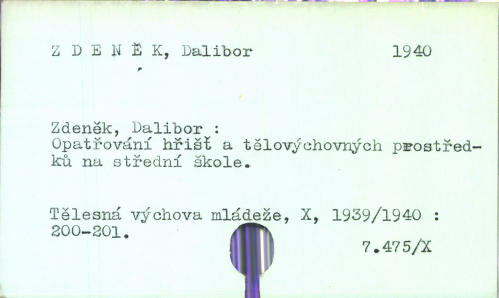 Z D E N Ě K, Dalibor 1940
Zdeněk, Dalibor :
Opatřování hřišť a tělovýchovných prostřed-
ků na střední škole.
Tělesná výchova mládeže, X, 1939/1940 :
200-201.
7.475/X